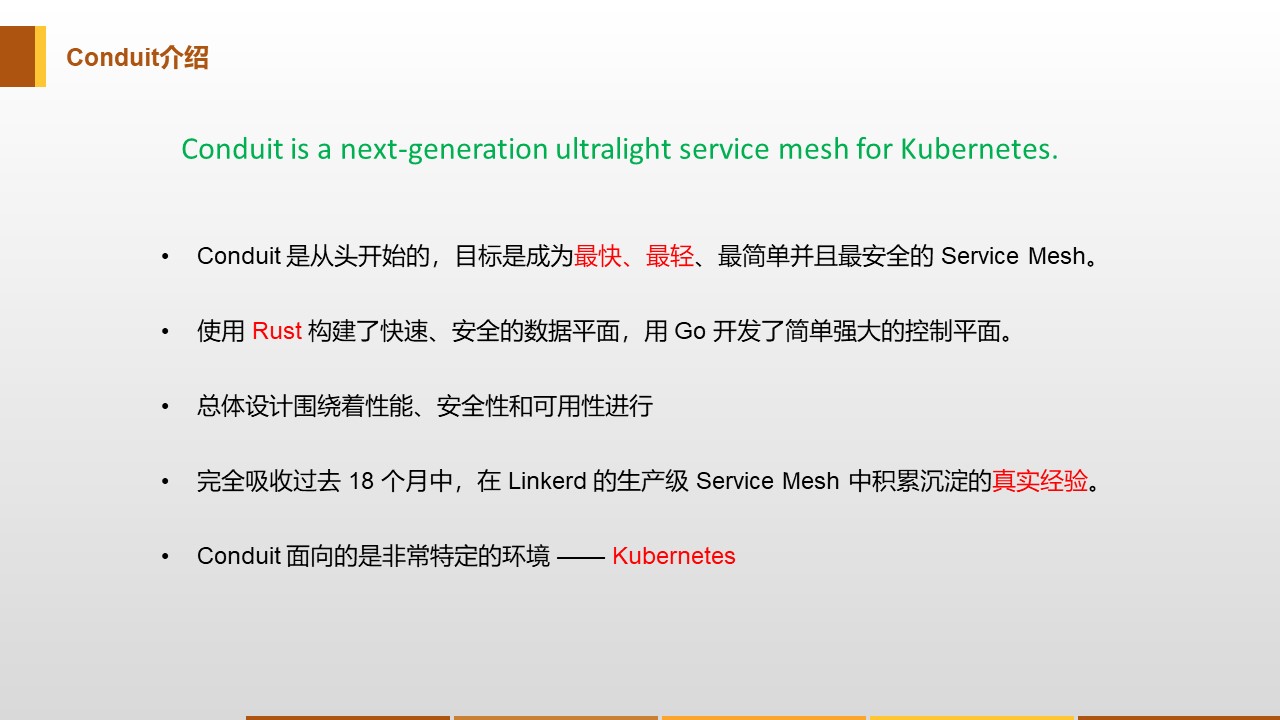 Conduit介绍
Conduit is a next-generation ultralight service mesh for Kubernetes.
• Conduit 是从头开始的，目标是成为最快、最轻、最简单并且最安全的 Service Mesh。
• 使用 Rust 构建了快速、安全的数据平面，用 Go 开发了简单强大的控制平面。
• 总体设计围绕着性能、安全性和可用性进行
• 完全吸收过去 18 个月中，在 Linkerd 的生产级 Service Mesh 中积累沉淀的真实经验。
• Conduit 面向的是非常特定的环境 —— Kubernetes